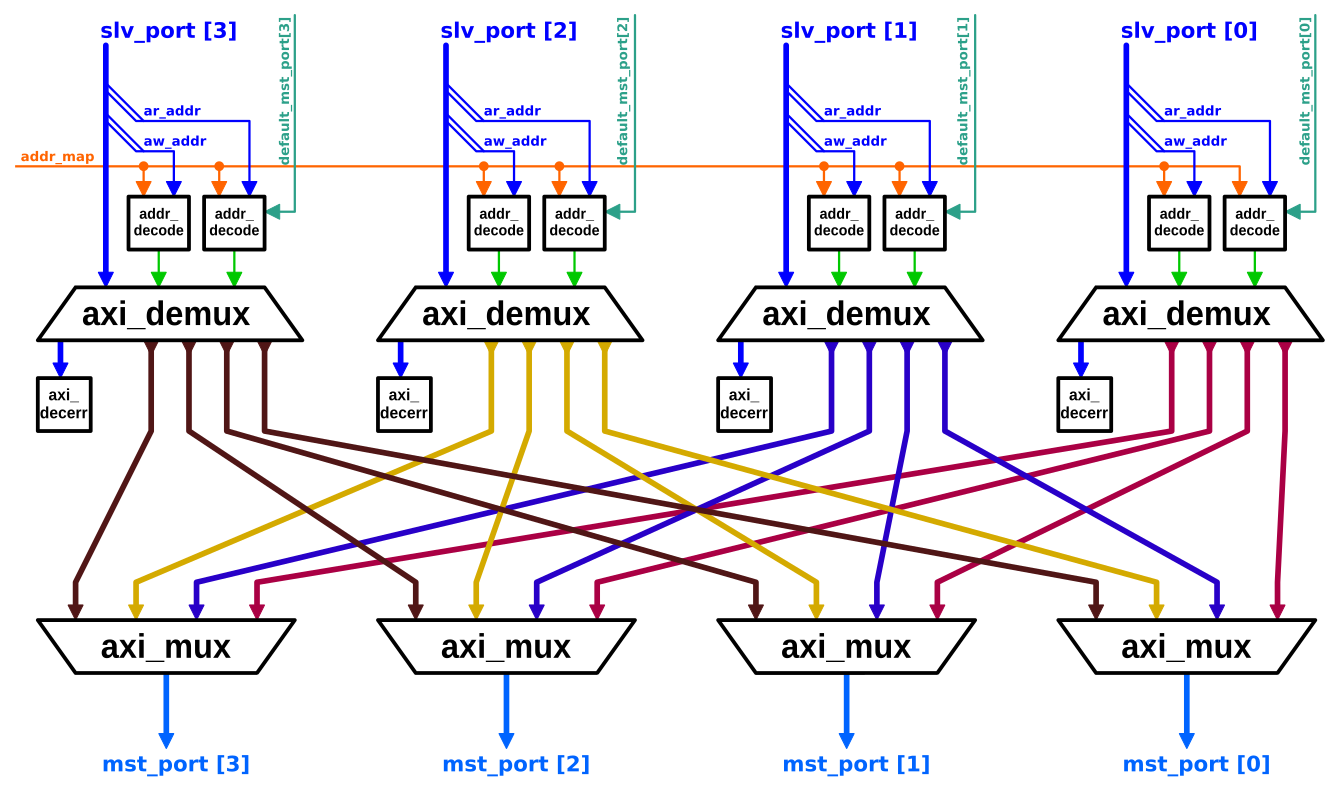 slv_port [3]
default_mst_port[3]
slv_port [2]
default_mst_port[2]
slv_port [1]
default_mst_port[1]
slv_port [0]
default_mst_port[0]
ar_addr
ar_addr
ar_addr
ar_addr
aw_addr
aw_addr
aw_addr
aw_addr
addr_map
addr_
decode
addr_
decode
addr_
decode
addr_
decode
addr_
decode
addr_
decode
addr_
decode
addr_
decode
axi_demux
axi_demux
axi_demux
axi_demux
axi_
decerr
axi_
decerr
axi_
decerr
axi_
decerr
axi_mux
axi_mux
axi_mux
axi_mux
mst_port [3]
mst_port [2]
mst_port [1]
mst_port [0]